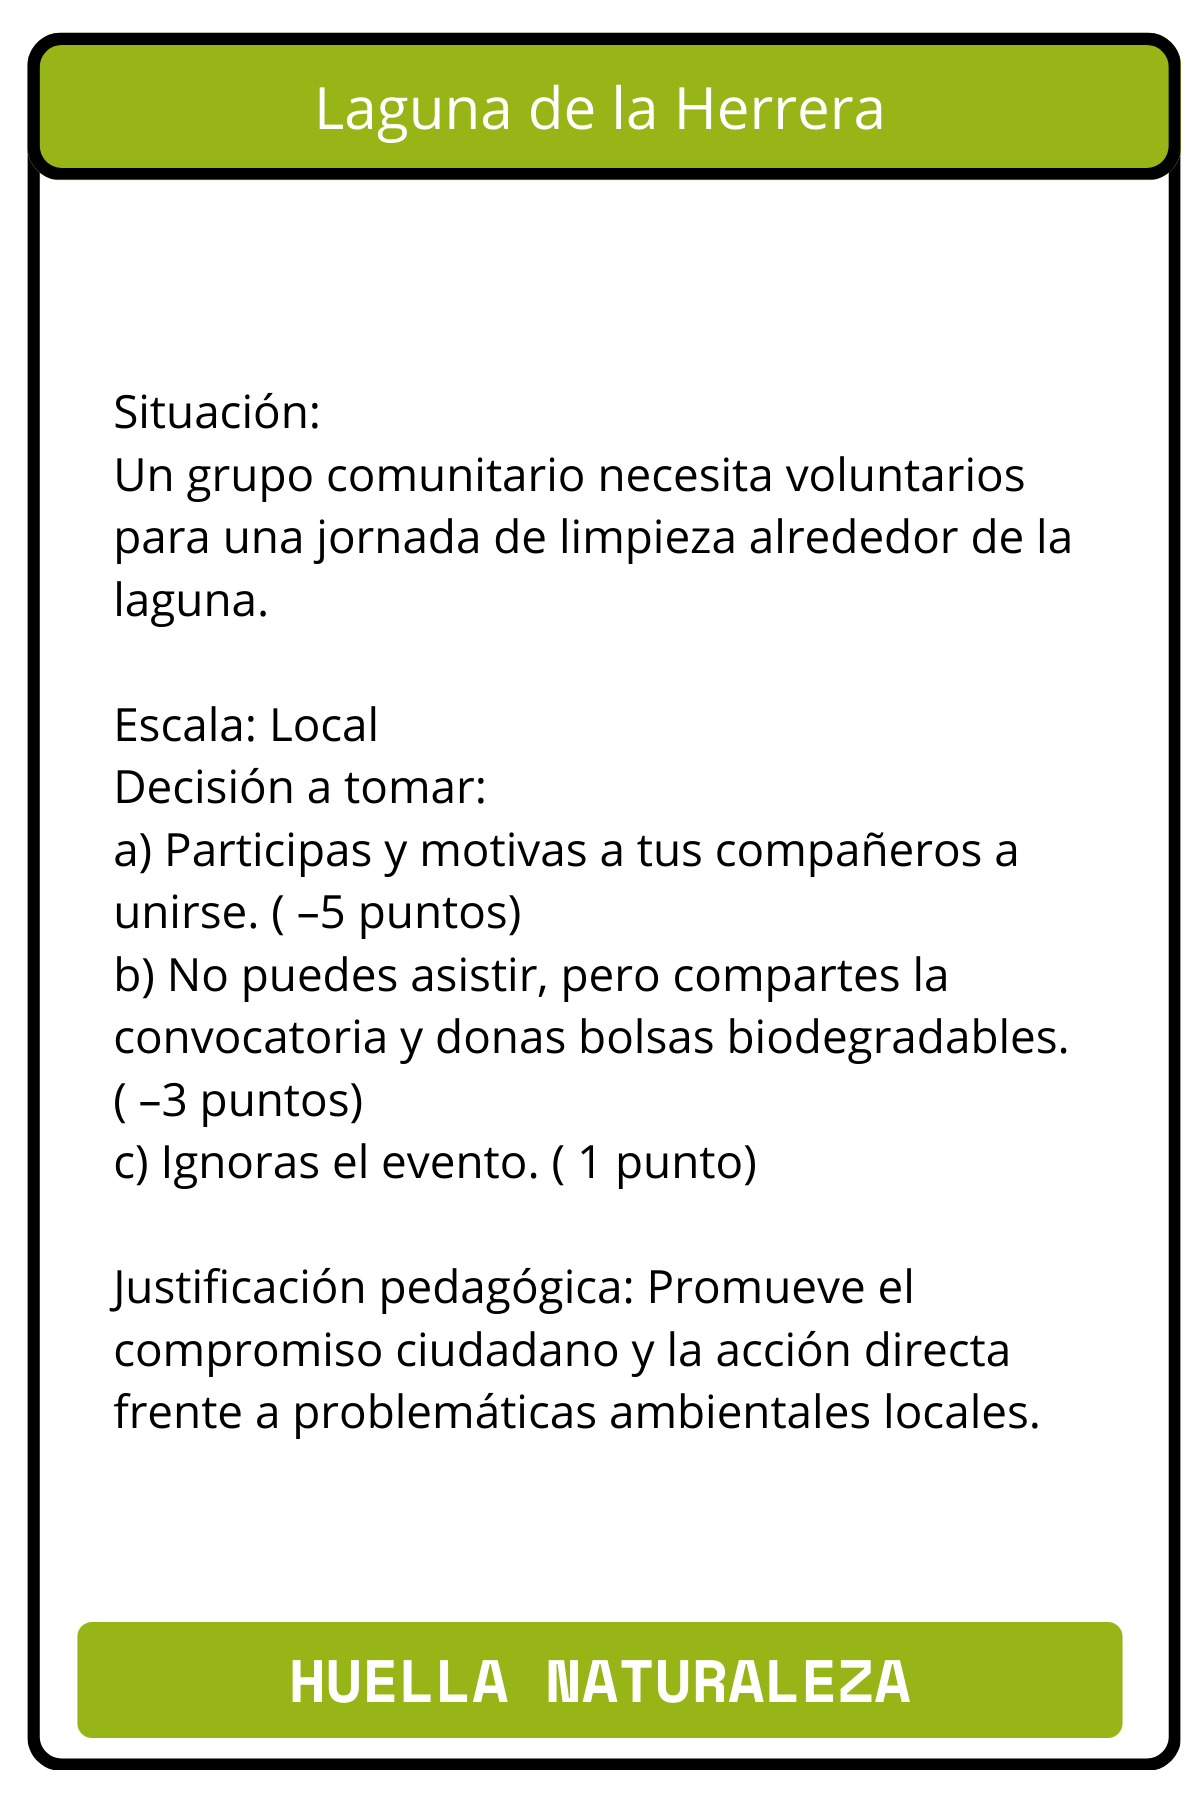 Laguna de la Herrera
Situación:
Un grupo comunitario necesita voluntarios
para una jornada de limpieza alrededor de la
laguna.
Escala: Local
Decisión a tomar:
a) Participas y motivas a tus compañeros a
unirse. ( –5 puntos)
b) No puedes asistir, pero compartes la
convocatoria y donas bolsas biodegradables.
( –3 puntos)
c) Ignoras el evento. ( 1 punto)
Justificación pedagógica: Promueve el
compromiso ciudadano y la acción directa
frente a problemáticas ambientales locales.
HUELLA NATURALEZA